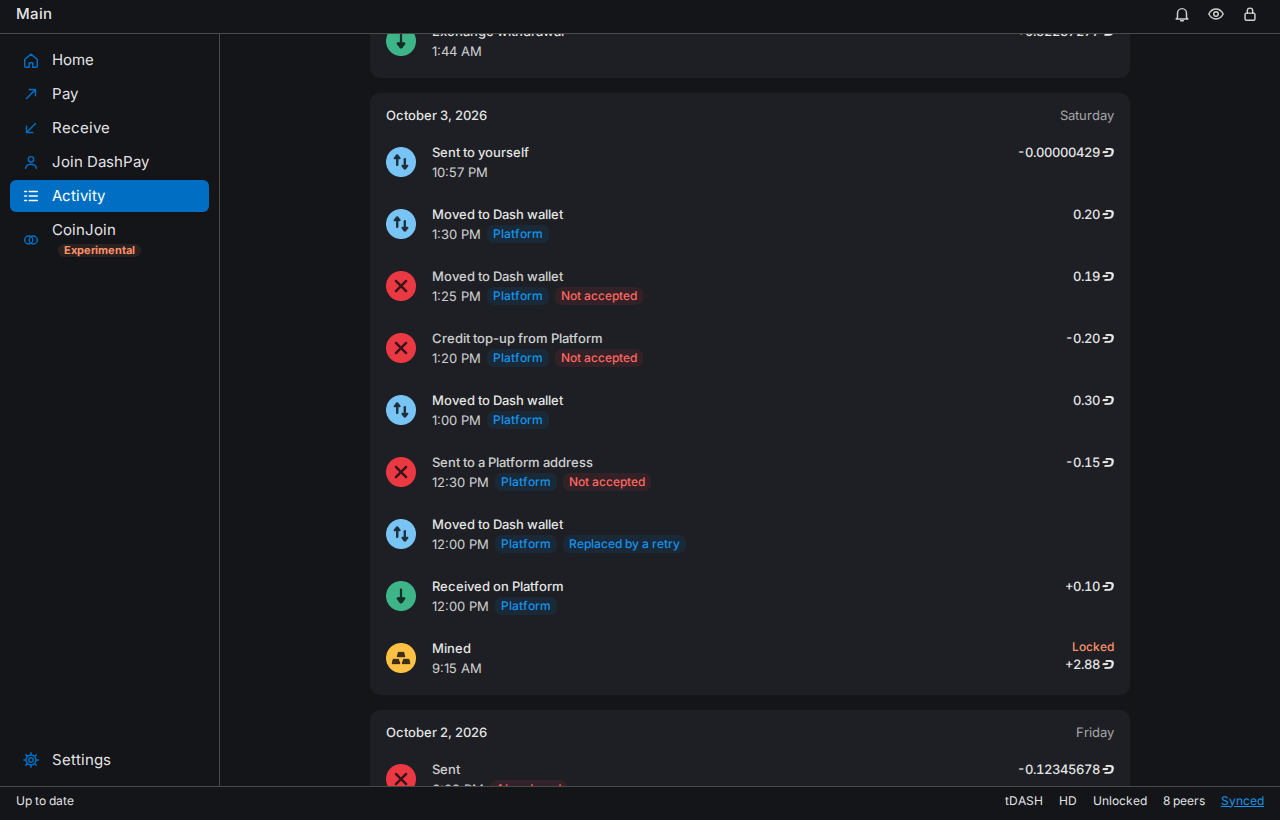 Main
Home
Pay
Receive
Join DashPay
Activity
CoinJoin
Experimental
Settings
Exchange withdrawal
1:44 AM
October 3, 2026 Saturday
Sent to yourself -0.00000429
10:57 PM
Moved to Dash wallet 0.20
1:30 PM Platform
Moved to Dash wallet 0.19
1:25 PM Platform Not accepted
Credit top-up from Platform -0.20
1:20 PM Platform Not accepted
Moved to Dash wallet 0.30
1:00 PM Platform
Sent to a Platform address -0.15
12:30 PM Platform Not accepted
Moved to Dash wallet
12:00 PM Platform Replaced by a retry
Received on Platform +0.10
12:00 PM Platform
Mined Locked
9:15 AM +2.88
October 2, 2026 Friday
Sent -0.12345678
Up to date tDASH HD Unlocked 8 peers Synced